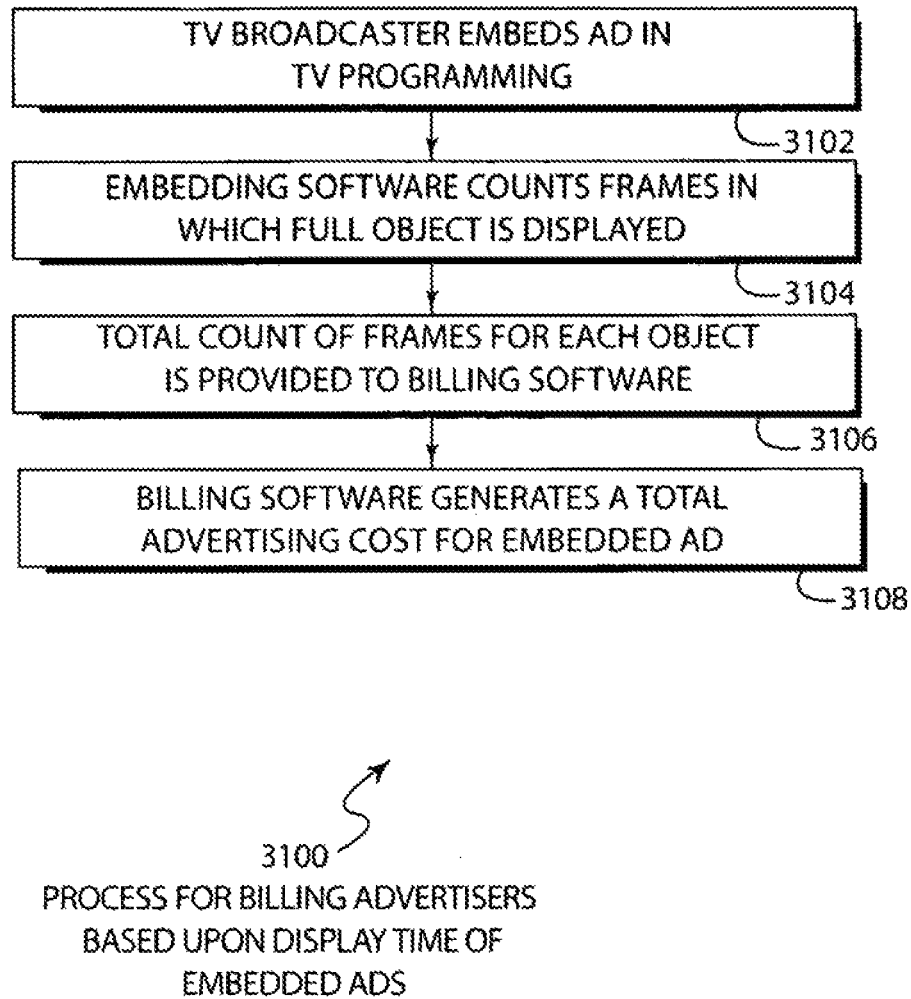 TV BROADCASTER EMBEDS AD IN
TV PROGRAMMING
3102
EMBEDDING SOFTWARE COUNTS FRAMES IN
WHICH FULL OBJECT IS DISPLAYED
3104
TOTAL COUNT OF FRAMES FOR EACH OBJECT
IS PROVIDED TO BILLING SOFTWARE
3106
BILLING SOFTWARE GENERATES A TOTAL
ADVERTISING COST FOR EMBEDDED AD
3108
3100
PROCESS FOR BILLING ADVERTISERS
BASED UPON DISPLAY TIME OF
EMBEDDED ADS